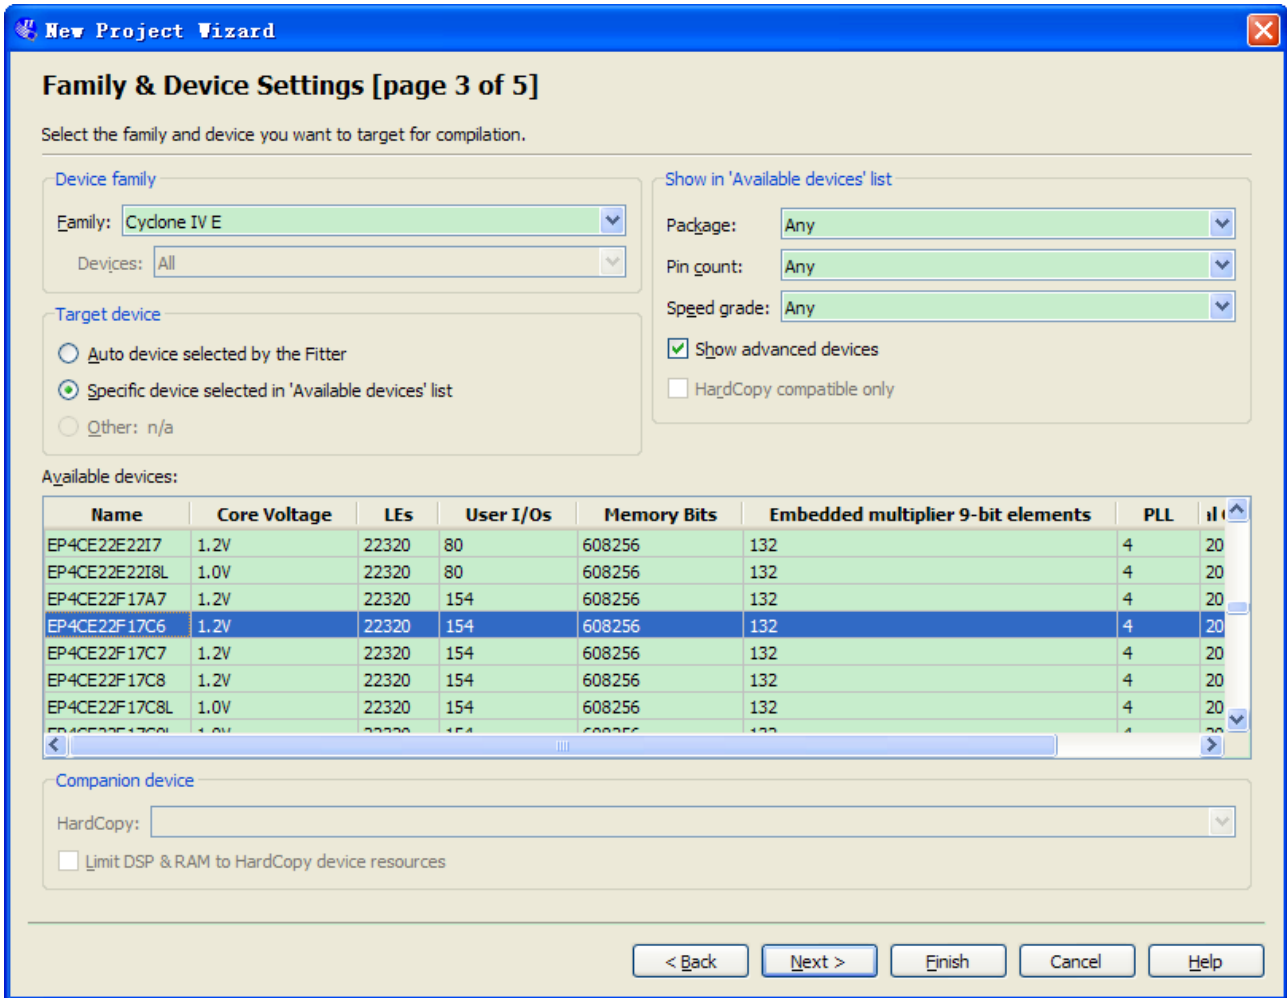 New Project Wizard
Family & Device Settings [page 3 of 5]
Select the family and device you want to target for compilation.
Device family
Family: Cyclone IV E
Devices: All
Show in 'Available devices' list
Package: Any
Pin count: Any
Speed grade: Any
Show advanced devices
HardCopy compatible only
Target device
Auto device selected by the Fitter
Specific device selected in 'Available devices' list
Other: n/a
Available devices:
Name Core Voltage LEs User I/Os Memory Bits Embedded multiplier 9-bit elements PLL
EP4CE22E22I7 1.2V 22320 80 608256 132 4 20
EP4CE22E22I8L 1.0V 22320 80 608256 132 4 20
EP4CE22F17A7 1.2V 22320 154 608256 132 4 20
EP4CE22F17C6 1.2V 22320 154 608256 132 4 20
EP4CE22F17C7 1.2V 22320 154 608256 132 4 20
EP4CE22F17C8 1.2V 22320 154 608256 132 4 20
EP4CE22F17C8L 1.0V 22320 154 608256 132 4 20
Companion device
HardCopy:
Limit DSP & RAM to HardCopy device resources
< Back Next > Finish Cancel Help